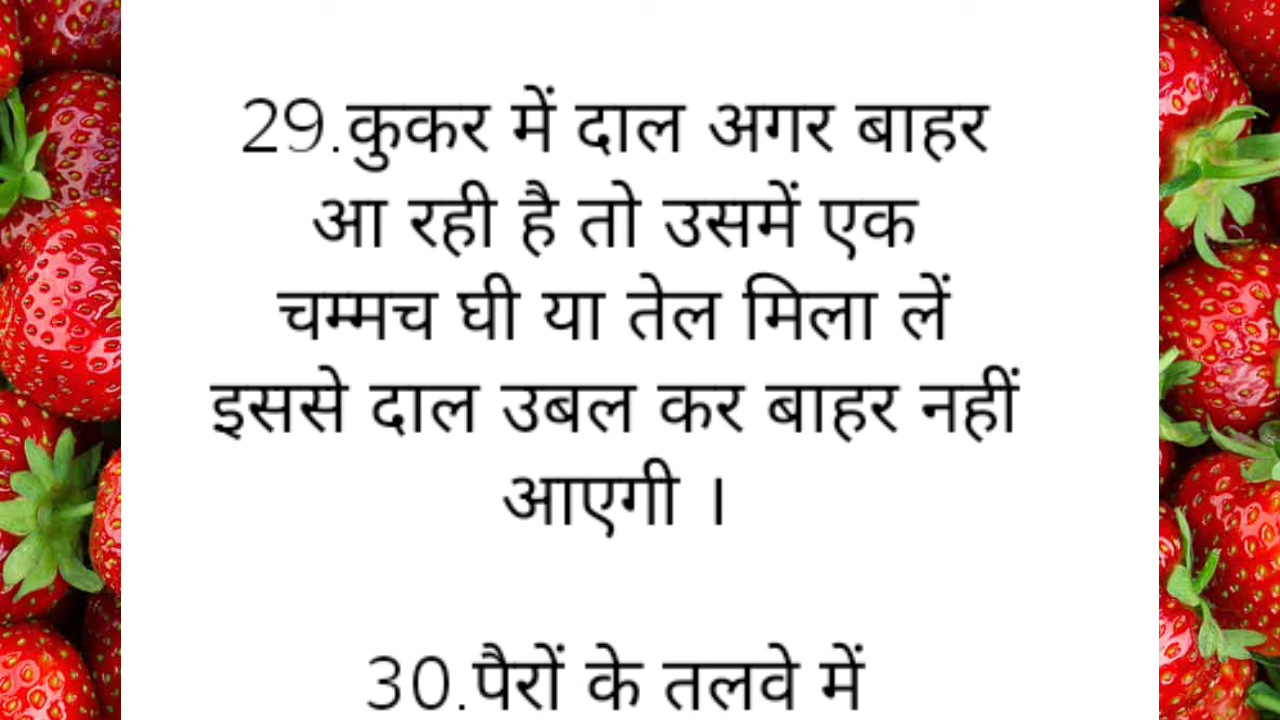 29.कुकर में दाल अगर बाहर
आ रही है तो उसमें एक
चम्मच घी या तेल मिला लें
इससे दाल उबल कर बाहर नहीं
आएगी ।
30.पैरों के तलवे में